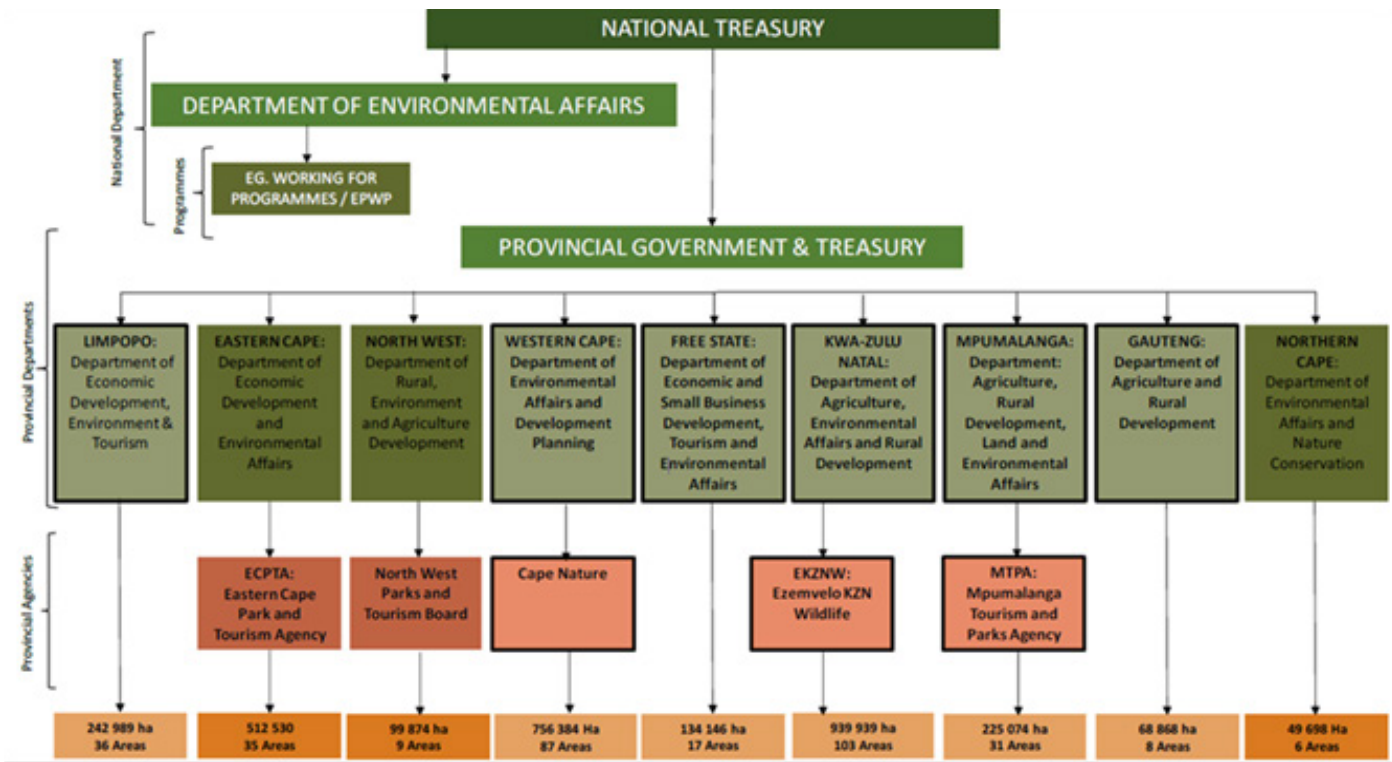 NATIONAL TREASURY
National Department
DEPARTMENT OF ENVIRONMENTAL AFFAIRS
Programmes
EG. WORKING FOR
PROGRAMMES / EPWP
PROVINCIAL GOVERNMENT & TREASURY
Provincial Departments
LIMPOPO:
Department of
Economic
Development,
Environment &
Tourism
EASTERN CAPE:
Department of
Economic
Development
and
Environmental
Affairs
NORTH WEST:
Department of
Rural,
Environment
and Agriculture
Development
WESTERN CAPE:
Department of
Environmental
Affairs and
Development
Planning
FREE STATE:
Department of
Economic and
Small Business
Development,
Tourism and
Environmental
Affairs
KWA-ZULU
NATAL:
Department of
Agriculture,
Environmental
Affairs and Rural
Development
MPUMALANGA:
Department:
Agriculture,
Rural
Development,
Land and
Environmental
Affairs
GAUTENG:
Department of
Agriculture and
Rural
Development
NORTHERN
CAPE:
Department of
Environmental
Affairs and
Nature
Conservation
Provincial Agencies
ECPTA:
Eastern Cape
Park and
Tourism Agency
North West
Parks and
Tourism Board
Cape Nature
EKZNW:
Ezemvelo KZN
Wildlife
MTPA:
Mpumalanga
Tourism and
Parks Agency
242 989 ha
36 Areas
512 530
35 Areas
99 874 ha
9 Areas
756 384 Ha
87 Areas
134 146 ha
17 Areas
939 939 ha
103 Areas
225 074 ha
31 Areas
68 868 ha
8 Areas
49 698 Ha
6 Areas